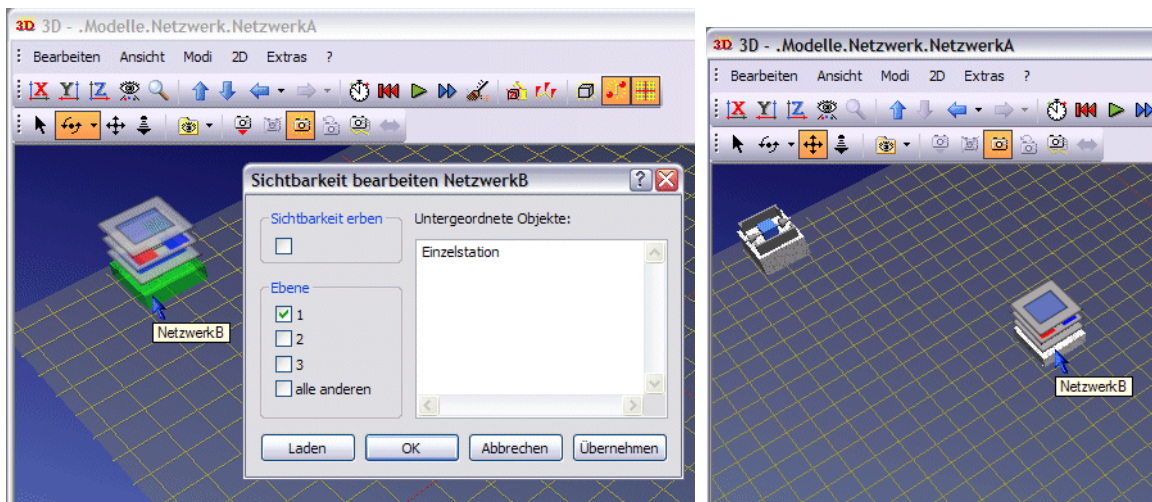 3D 3D - .Modelle.Netzwerk.NetzwerkA
Bearbeiten Ansicht Modi 2D Extras ?
X Y Z
Sichtbarkeit bearbeiten NetzwerkB ?
Sichtbarkeit erben
Untergeordnete Objekte:
Einzelstation
Ebene
1
2
3
alle anderen
Laden OK Abbrechen Übernehmen
NetzwerkB
3D 3D - .Modelle.Netzwerk.NetzwerkA
Bearbeiten Ansicht Modi 2D Extras ?
X Y Z
NetzwerkB